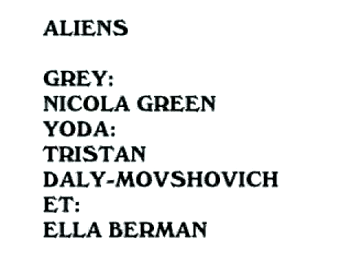 ALIENS
GREY:
NICOLA GREEN
YODA:
TRISTAN
DALY-MOVSHOVICH
ET:
ELLA BERMAN